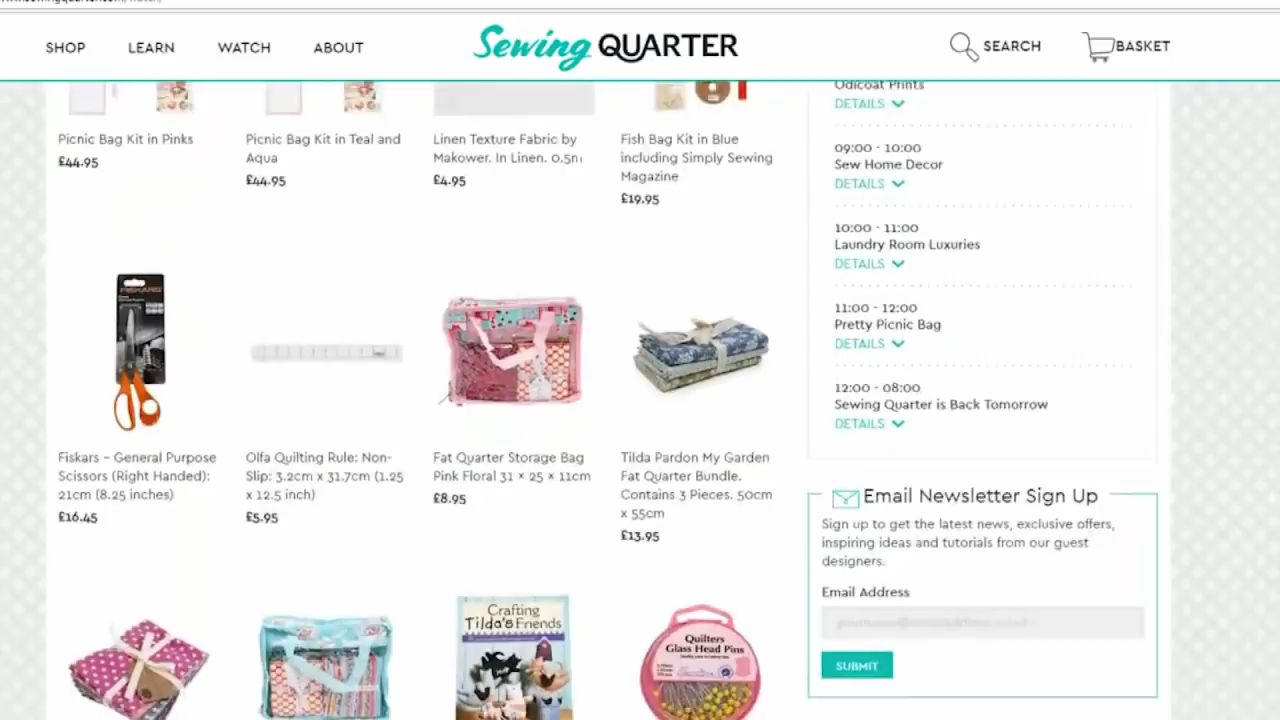 SHOP LEARN WATCH ABOUT
Sewing QUARTER
SEARCH BASKET
Picnic Bag Kit in Pinks
£44.95
Picnic Bag Kit in Teal and
Aqua
£44.95
Linen Texture Fabric by
Makower. In Linen. 0.5m
£4.95
Fish Bag Kit in Blue
including Simply Sewing
Magazine
£19.95
FISKARS
Fiskars – General Purpose
Scissors (Right Handed):
21cm (8.25 inches)
£16.45
Olfa Quilting Rule: Non-
Slip: 3.2cm x 31.7cm (1.25
x 12.5 inch)
£5.95
Fat Quarter Storage Bag
Pink Floral 31 × 25 × 11cm
£8.95
Tilda Pardon My Garden
Fat Quarter Bundle.
Contains 3 Pieces. 50cm
x 55cm
£13.95
Crafting
Tilda's Friends
Quilters
Glass Head Pins
Odicoat Prints
DETAILS
09:00 - 10:00
Sew Home Decor
DETAILS
10:00 - 11:00
Laundry Room Luxuries
DETAILS
11:00 - 12:00
Pretty Picnic Bag
DETAILS
12:00 - 08:00
Sewing Quarter is Back Tomorrow
DETAILS
Email Newsletter Sign Up
Sign up to get the latest news, exclusive offers,
inspiring ideas and tutorials from our guest
designers.
Email Address
SUBMIT